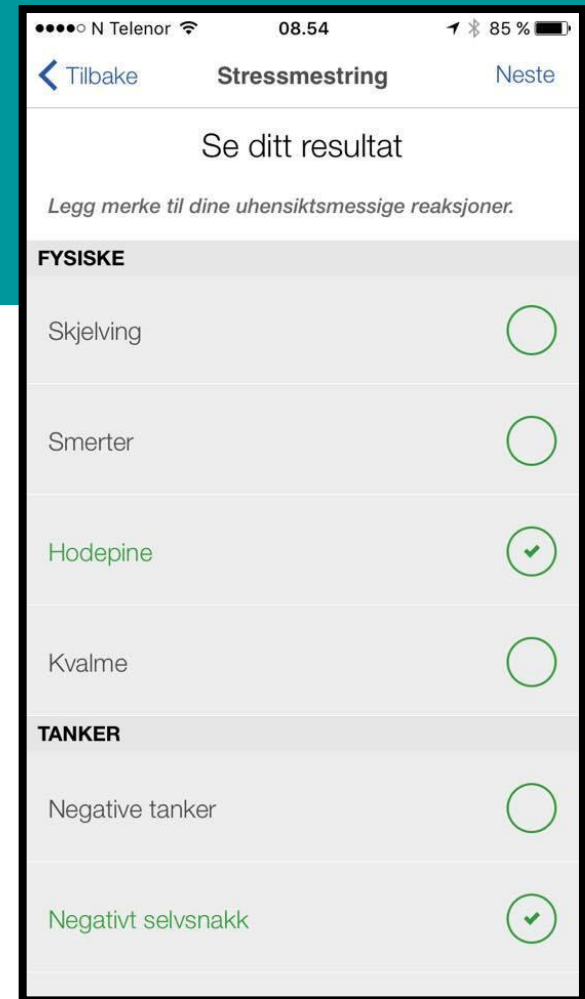 N Telenor 08.54 85 %
Tilbake Stressmestring Neste
Se ditt resultat
Legg merke til dine uhensiktsmessige reaksjoner.
FYSISKE
Skjelving
Smerter
Hodepine
Kvalme
TANKER
Negative tanker
Negativt selvsnakk